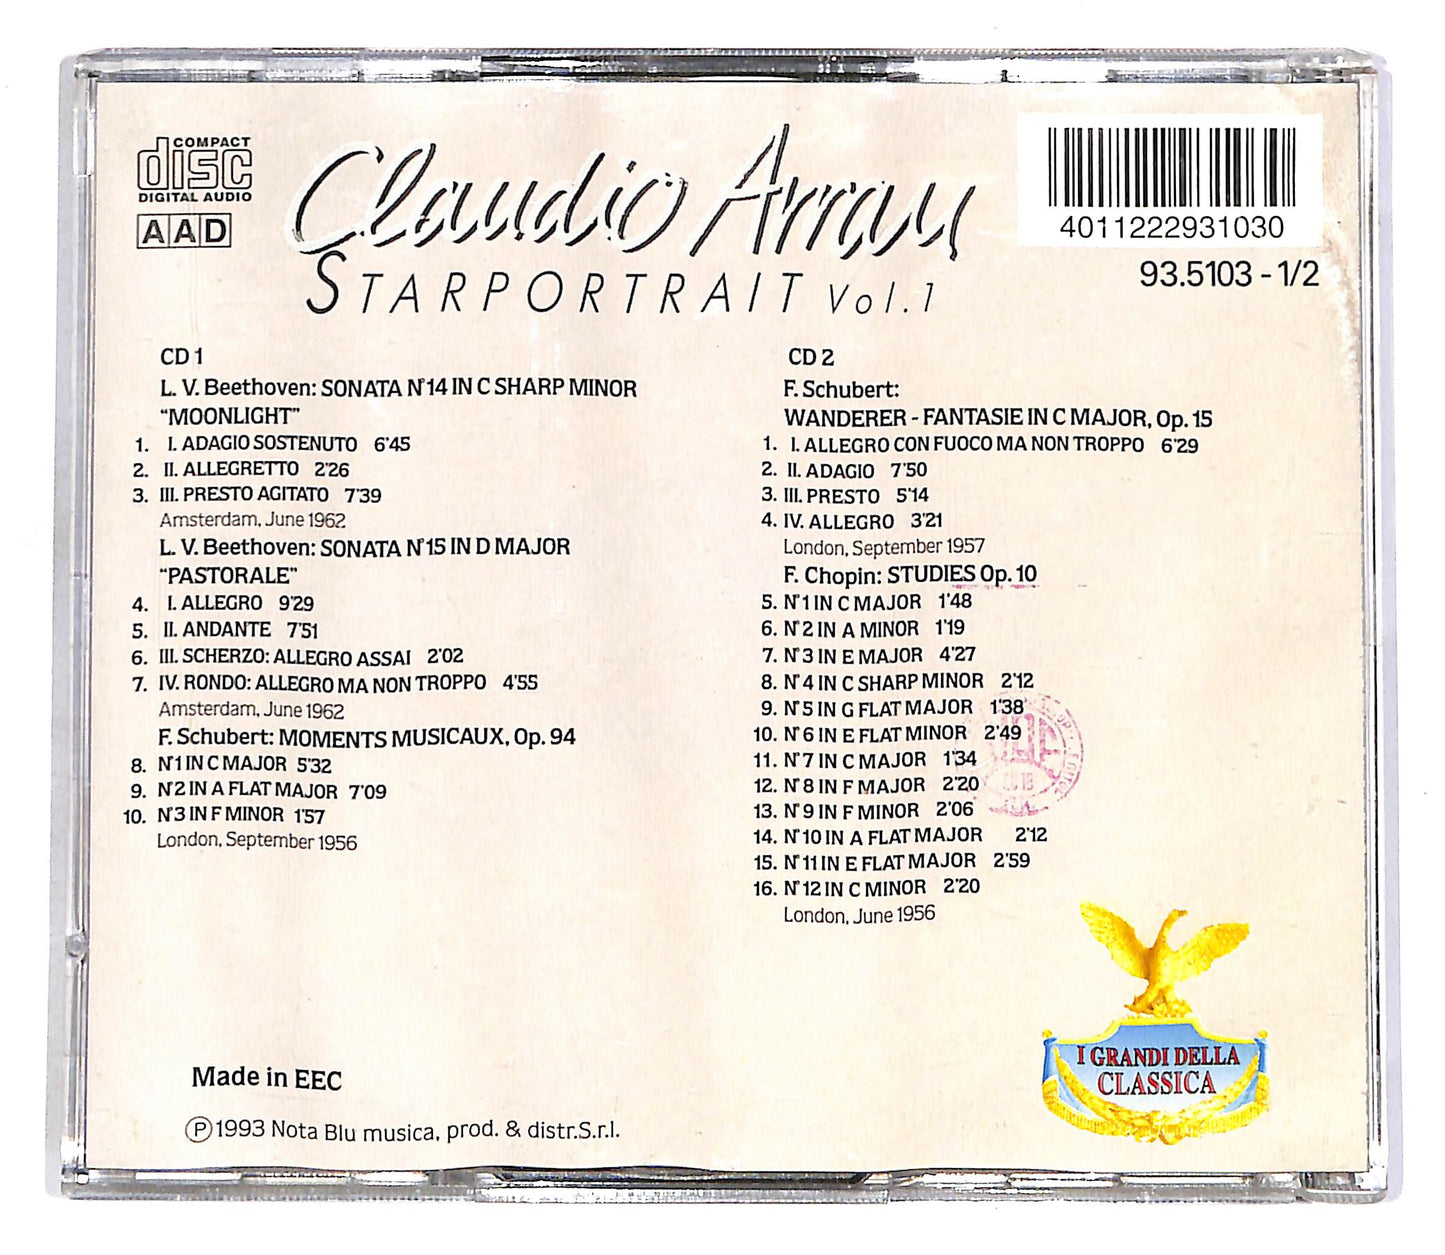 COMPACT
disc
DIGITAL AUDIO
AAD
Claudio Arrau
STARPORTRAIT Vol.1
4011222931030
93.5103 - 1/2
CD 1
L. V. Beethoven: SONATA N°14 IN C SHARP MINOR
"MOONLIGHT"
1. I. ADAGIO SOSTENUTO 6'45
2. II. ALLEGRETTO 2'26
3. III. PRESTO AGITATO 7'39
Amsterdam, June 1962
L. V. Beethoven: SONATA N°15 IN D MAJOR
"PASTORALE"
4. I. ALLEGRO 9'29
5. II. ANDANTE 7'51
6. III. SCHERZO: ALLEGRO ASSAI 2'02
7. IV. RONDO: ALLEGRO MA NON TROPPO 4'55
Amsterdam, June 1962
F. Schubert: MOMENTS MUSICAUX, Op. 94
8. N°1 IN C MAJOR 5'32
9. N°2 IN A FLAT MAJOR 7'09
10. N°3 IN F MINOR 1'57
London, September 1956
CD 2
F. Schubert:
WANDERER - FANTASIE IN C MAJOR, Op. 15
1. I. ALLEGRO CON FUOCO MA NON TROPPO 6'29
2. II. ADAGIO 7'50
3. III. PRESTO 5'14
4. IV. ALLEGRO 3'21
London, September 1957
F. Chopin: STUDIES Op. 10
5. N°1 IN C MAJOR 1'48
6. N°2 IN A MINOR 1'19
7. N°3 IN E MAJOR 4'27
8. N°4 IN C SHARP MINOR 2'12
9. N°5 IN G FLAT MAJOR 1'38
10. N°6 IN E FLAT MINOR 2'49
11. N°7 IN C MAJOR 1'34
12. N°8 IN F MAJOR 2'20
13. N°9 IN F MINOR 2'06
14. N°10 IN A FLAT MAJOR 2'12
15. N°11 IN E FLAT MAJOR 2'59
16. N°12 IN C MINOR 2'20
London, June 1956
I GRANDI DELLA
CLASSICA
Made in EEC
Ⓟ 1993 Nota Blu musica, prod. & distr.S.r.l.